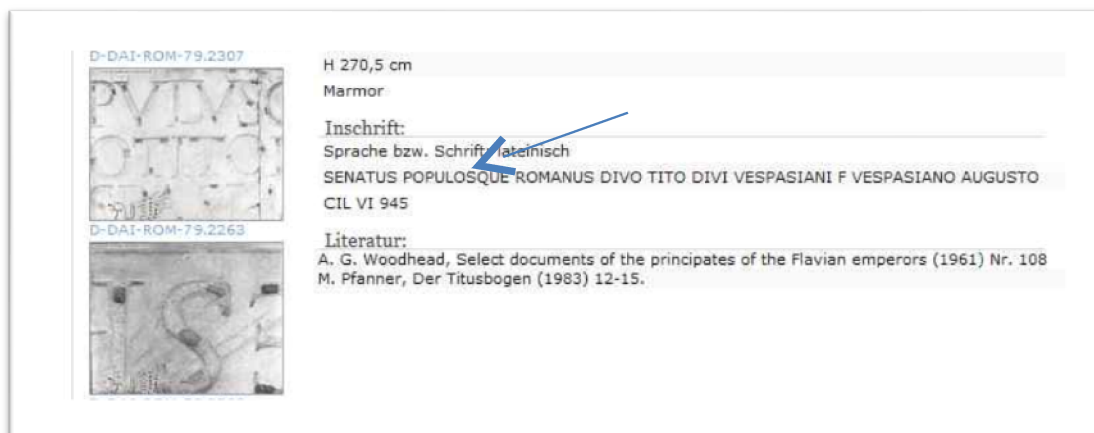 D-DAI-ROM-79.2307
H 270,5 cm
Marmor
Inschrift:
Sprache bzw. Schrift: lateinisch
SENATUS POPULOSQUE ROMANUS DIVO TITO DIVI VESPASIANI F VESPASIANO AUGUSTO
CIL VI 945
D-DAI-ROM-79.2263
Literatur:
A. G. Woodhead, Select documents of the principates of the Flavian emperors (1961) Nr. 108
M. Pfanner, Der Titusbogen (1983) 12-15.